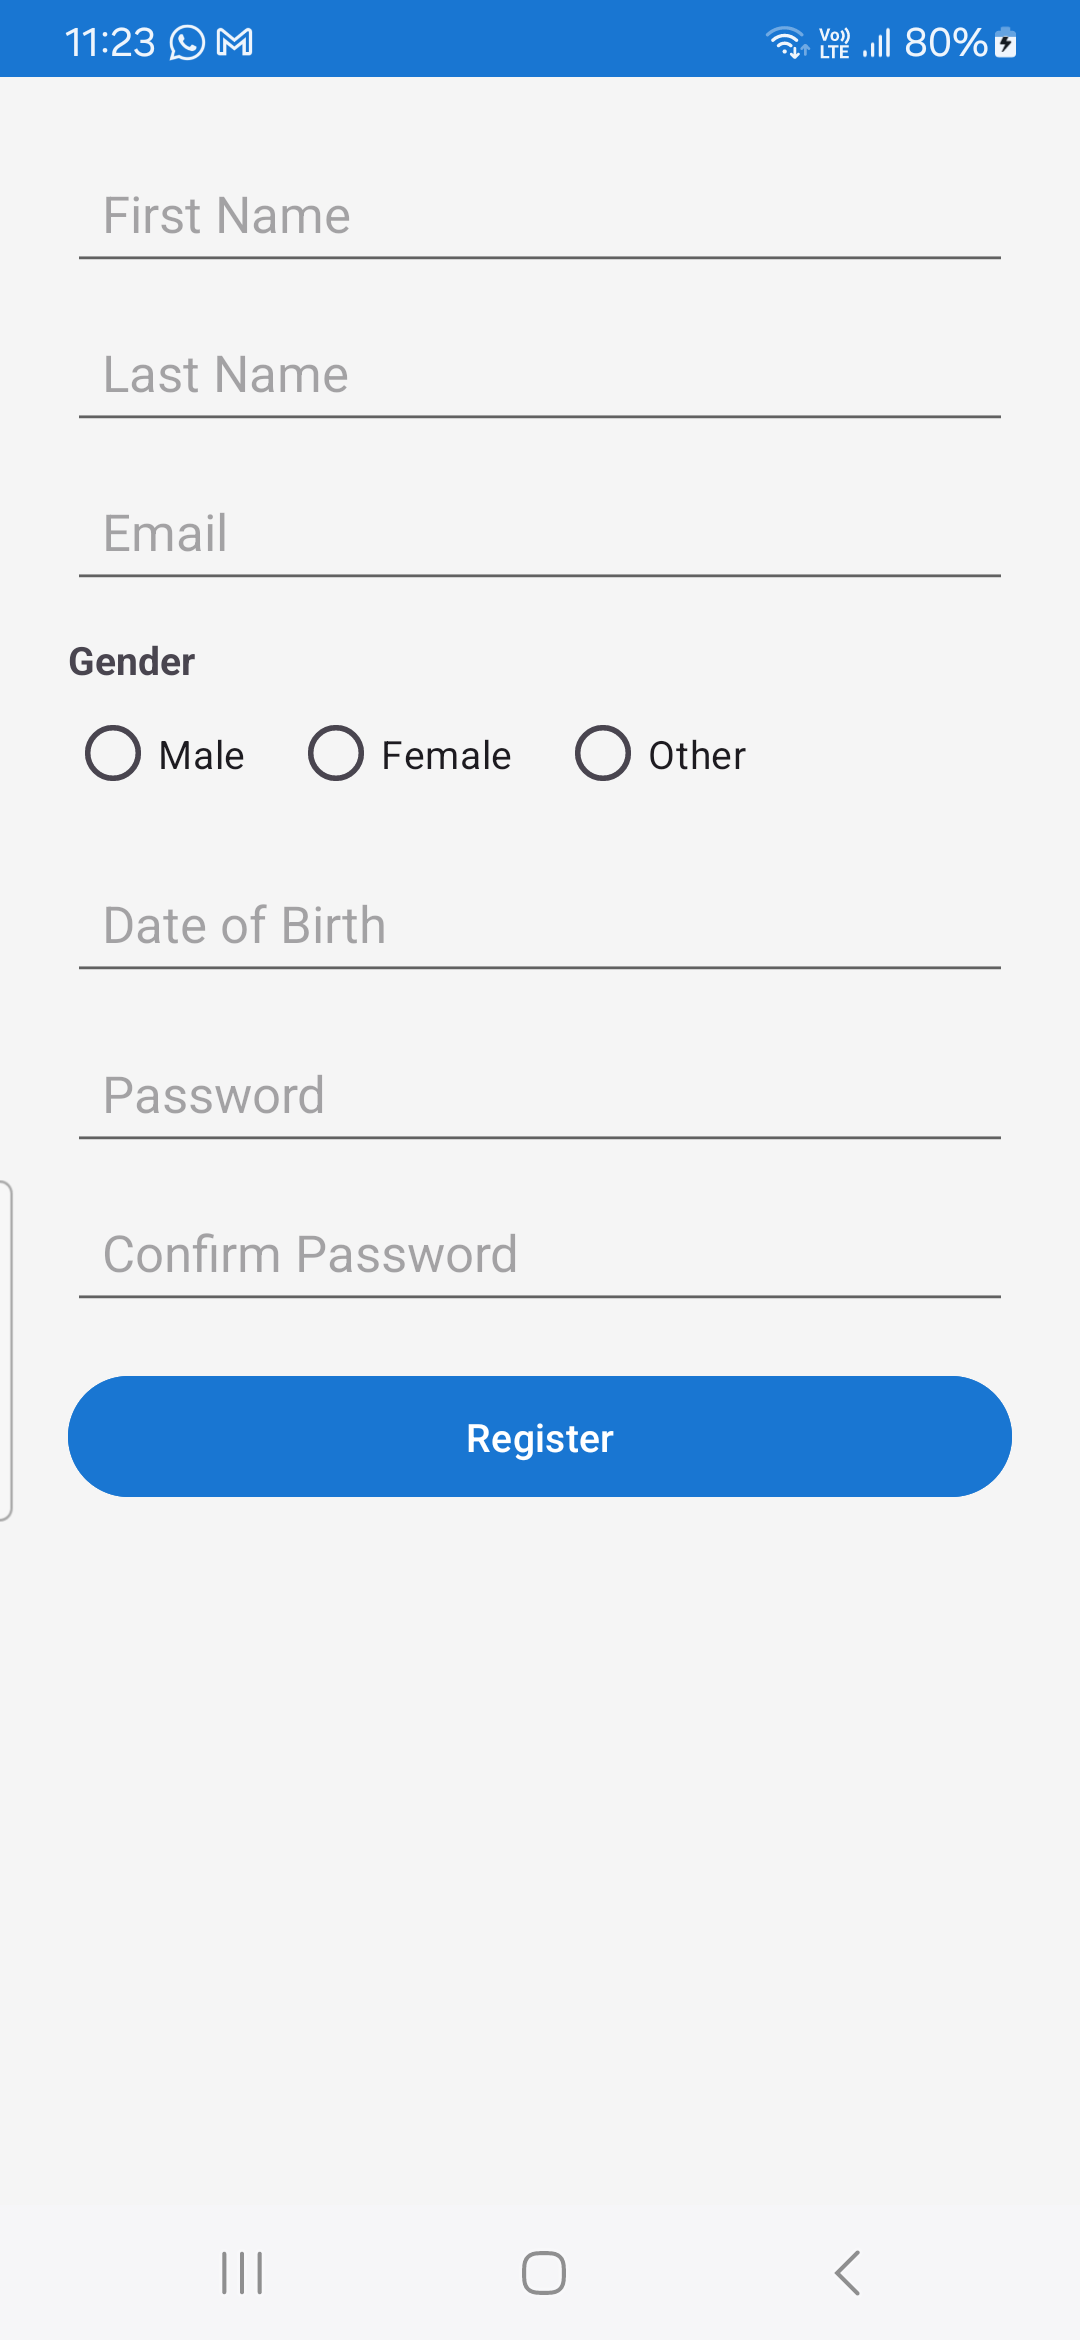 11:23 Vo)) LTE 80%
First Name
Last Name
Email
Gender
Male Female Other
Date of Birth
Password
Confirm Password
Register